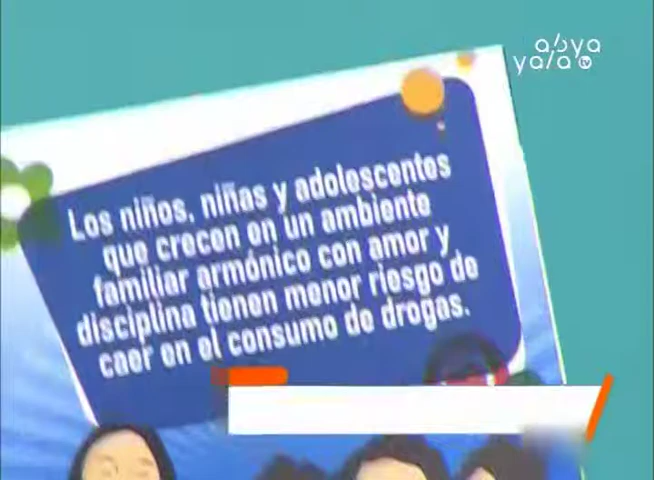 abya
yala tv
Los niños, niñas y adolescentes
que crecen en un ambiente
familiar armónico con amor y
disciplina tienen menor riesgo de
caer en el consumo de drogas.